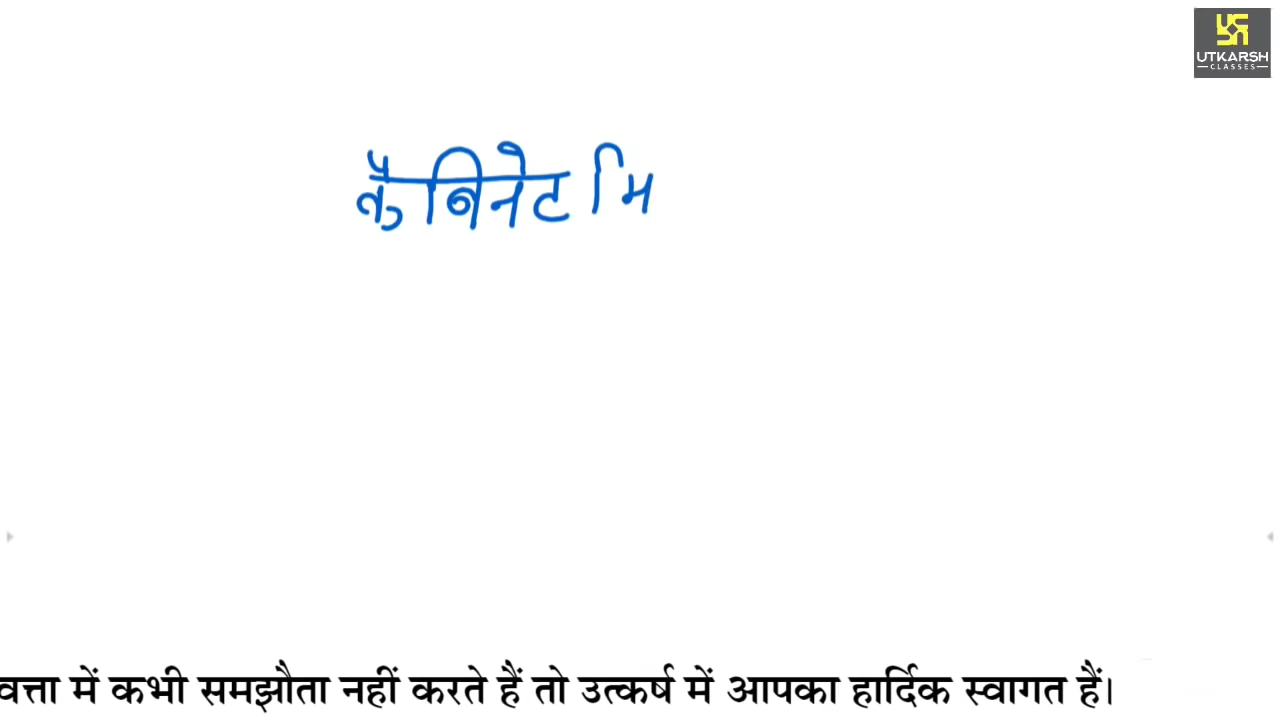 UTKARSH
CLASSES
कैबिनेट मि
वत्ता में कभी समझौता नहीं करते हैं तो उत्कर्ष में आपका हार्दिक स्वागत हैं।